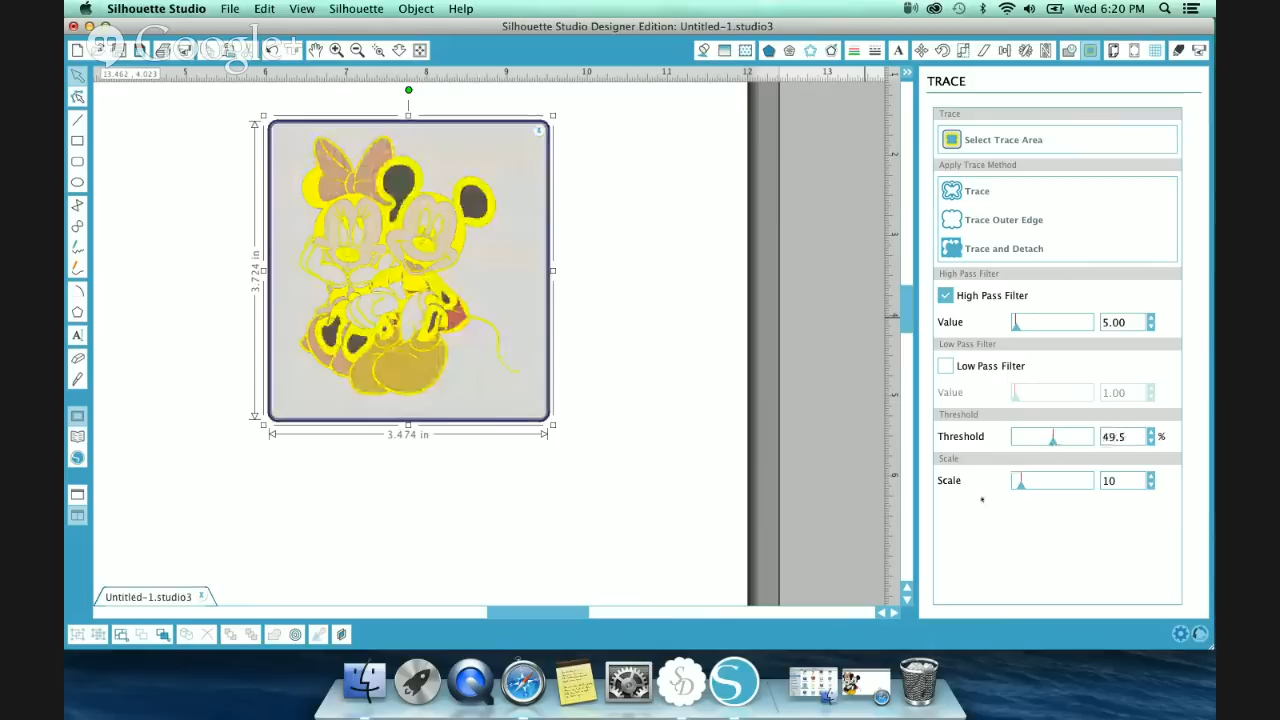 Silhouette Studio File Edit View Silhouette Object Help Wed 6:20 PM
Silhouette Studio Designer Edition: Untitled-1.studio3
Google+
13.462 , 4.023 5 6 7 8 9 10 11 12 13
TRACE
Trace
Select Trace Area
Apply Trace Method
Trace
Trace Outer Edge
Trace and Detach
High Pass Filter
High Pass Filter
Value 5.00
Low Pass Filter
Low Pass Filter
Value 1.00
Threshold
Threshold 49.5 %
Scale
Scale 10
3.724 in
3.474 in
Untitled-1.studio3